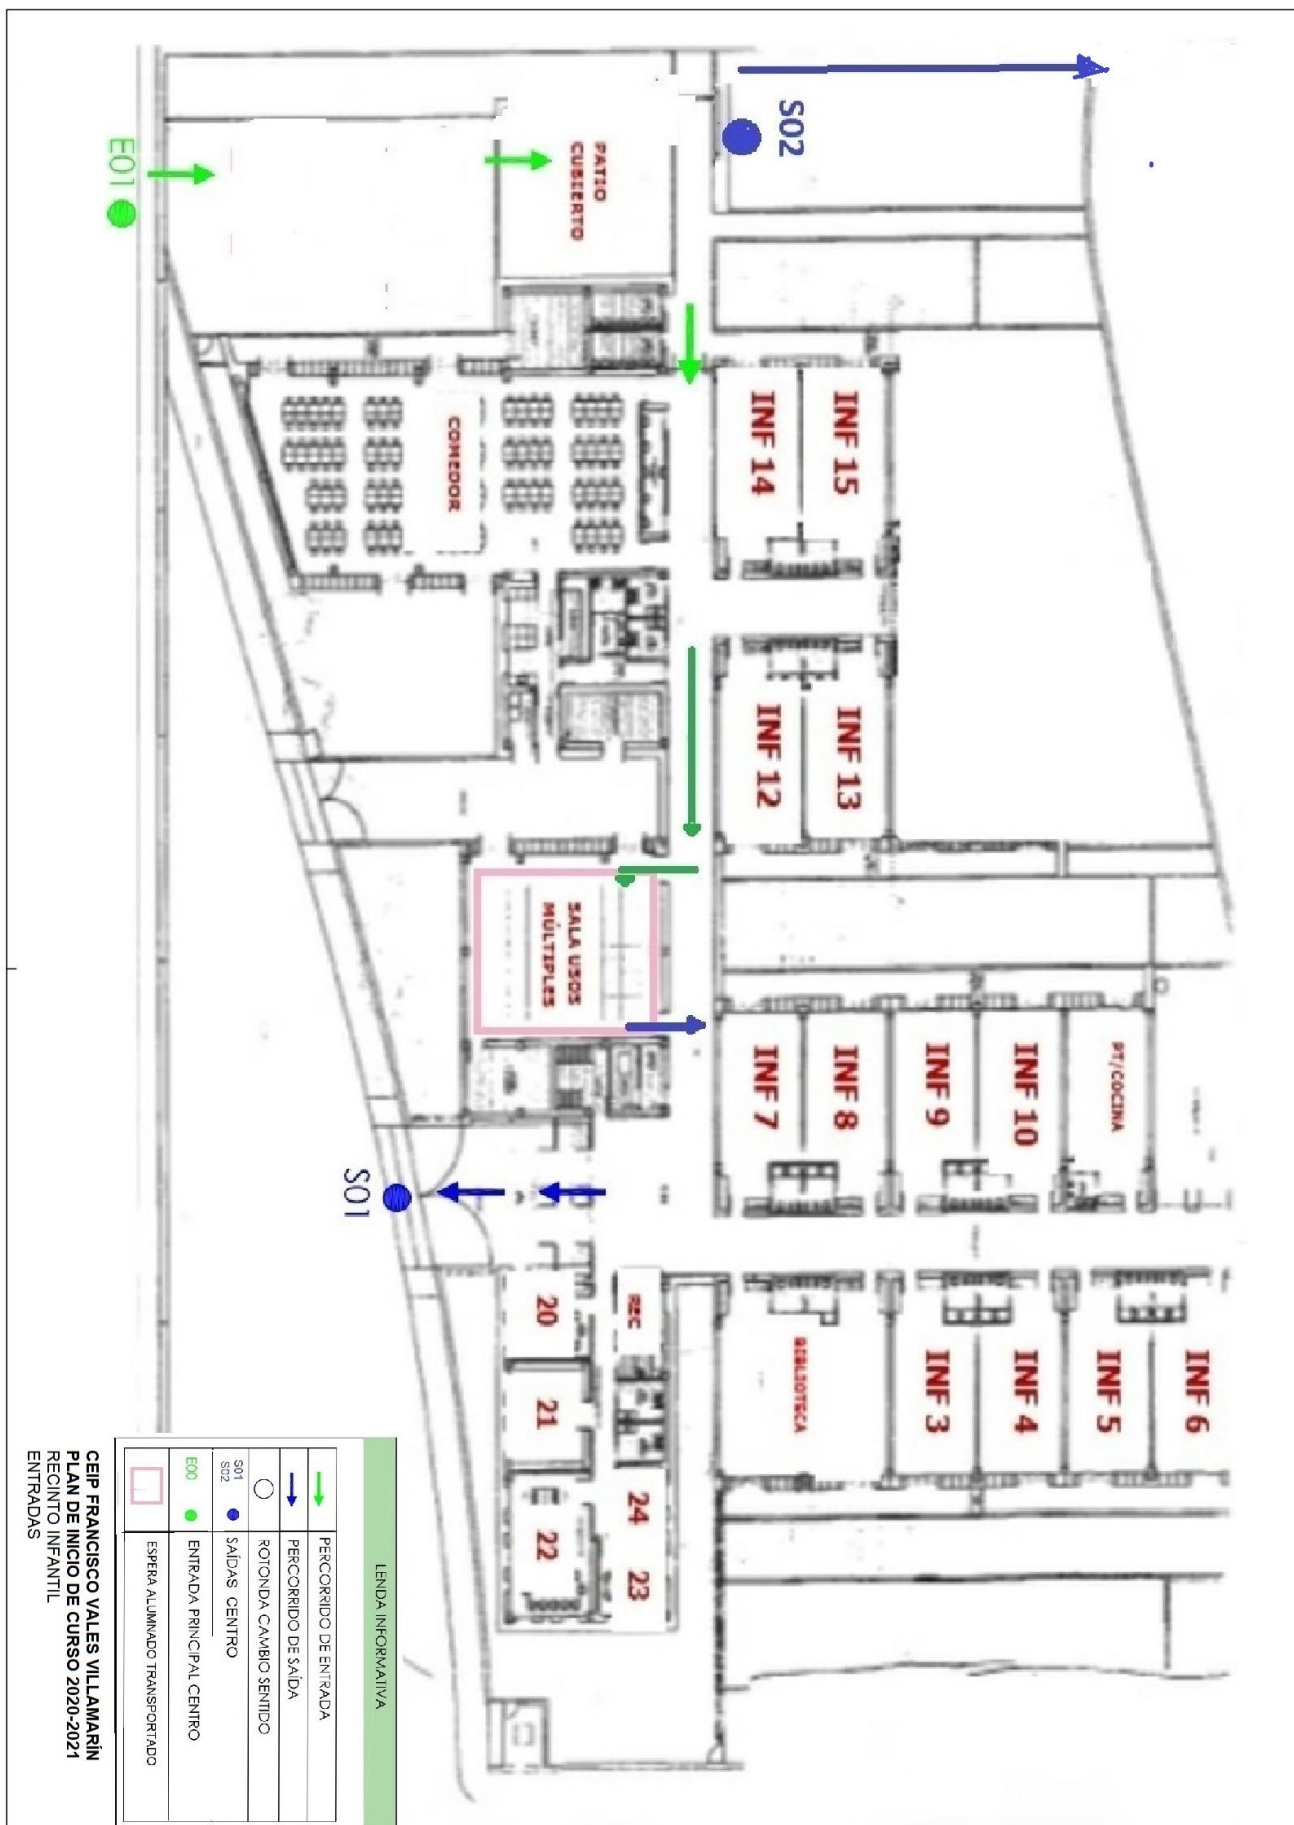 S02
E01
PATIO
CUBIERTO
INF 15
INF 14
COMEDOR
INF 13
INF 12
SALA USOS
MÚLTIPLES
PT/COCINA
INF 10
INF 9
INF 8
INF 7
S01
INF 6
INF 5
INF 4
INF 3
BIBLIOTECA
REC
20
21
22
24
23
LENDA INFORMATIVA
PERCORRIDO DE ENTRADA
PERCORRIDO DE SAÍDA
ROTONDA CAMBIO SENTIDO
S01
S02
SAÍDAS CENTRO
E00
ENTRADA PRINCIPAL CENTRO
ESPERA ALUMNADO TRANSPORTADO
CEIP FRANCISCO VALES VILLAMARÍN
PLAN DE INICIO DE CURSO 2020-2021
RECINTO INFANTIL
ENTRADAS